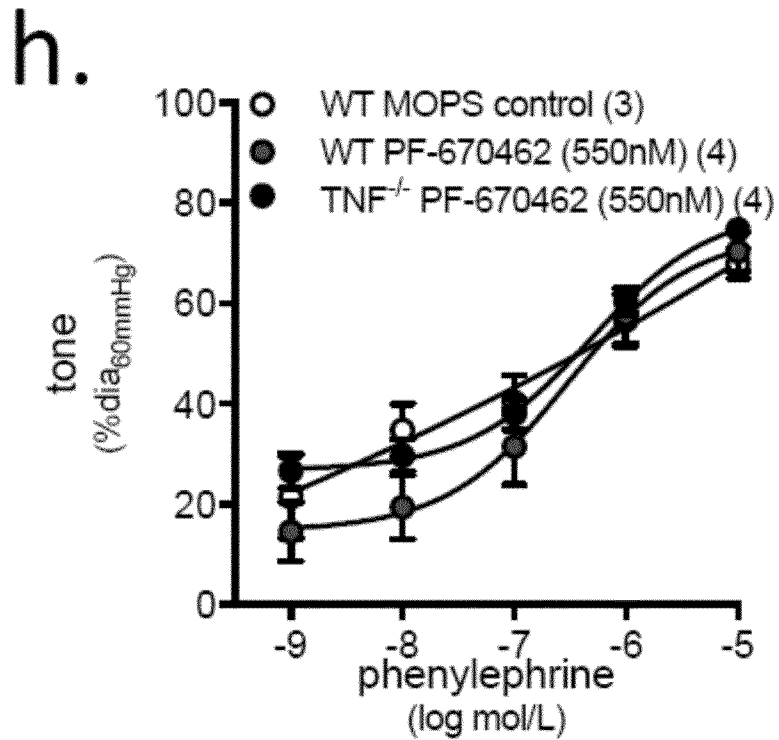 h.
100
WT MOPS control (3)
WT PF-670462 (550nM) (4)
80
TNF-/- PF-670462 (550nM) (4)
60
40
20
0
tone
(%dia60mmHg)
-9 -8 -7 -6 -5
phenylephrine
(log mol/L)